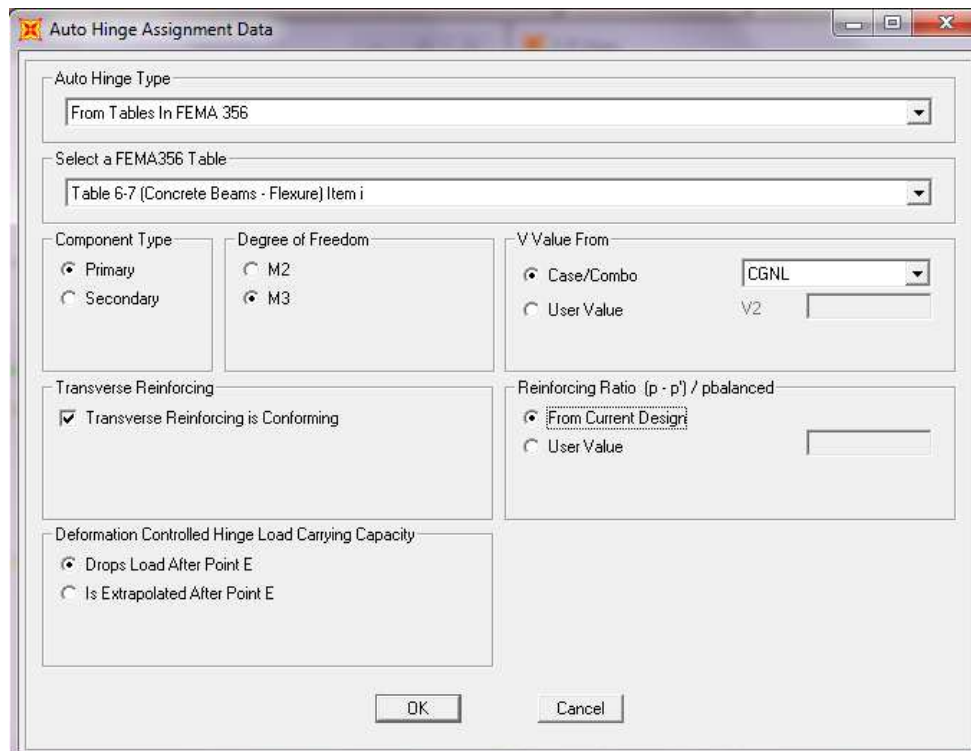 Auto Hinge Assignment Data
Auto Hinge Type
From Tables In FEMA 356
Select a FEMA356 Table
Table 6-7 (Concrete Beams - Flexure) Item i
Component Type
Primary
Secondary
Degree of Freedom
M2
M3
V Value From
Case/Combo
CGNL
User Value
V2
Transverse Reinforcing
Transverse Reinforcing is Conforming
Reinforcing Ratio (p - p') / pbalanced
From Current Design
User Value
Deformation Controlled Hinge Load Carrying Capacity
Drops Load After Point E
Is Extrapolated After Point E
OK
Cancel